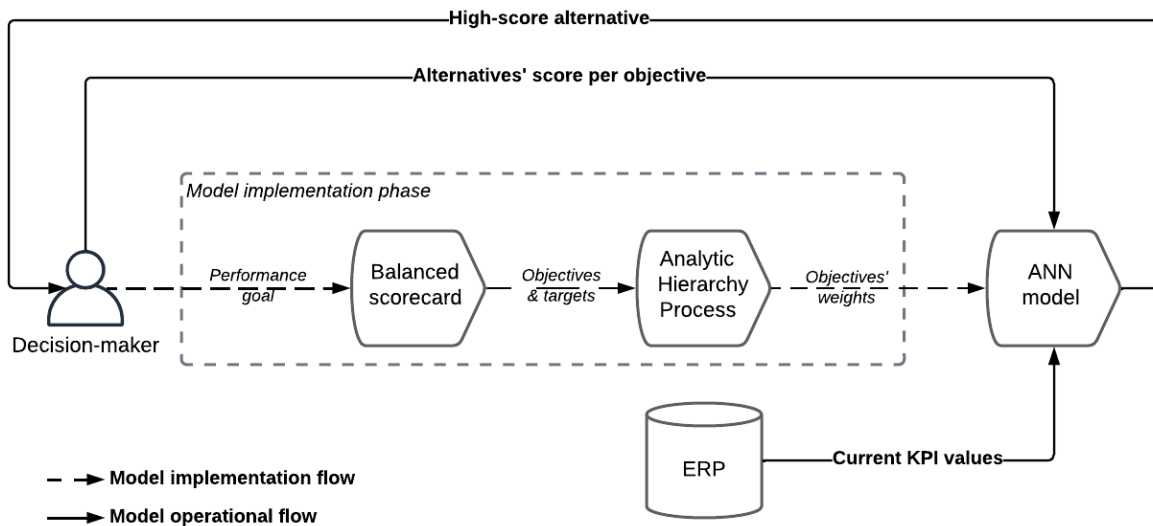 High-score alternative
Alternatives' score per objective
Model implementation phase
Performance
goal
Balanced
scorecard
Objectives
& targets
Analytic
Hierarchy
Process
Objectives'
weights
ANN
model
Decision-maker
ERP
Current KPI values
Model implementation flow
Model operational flow